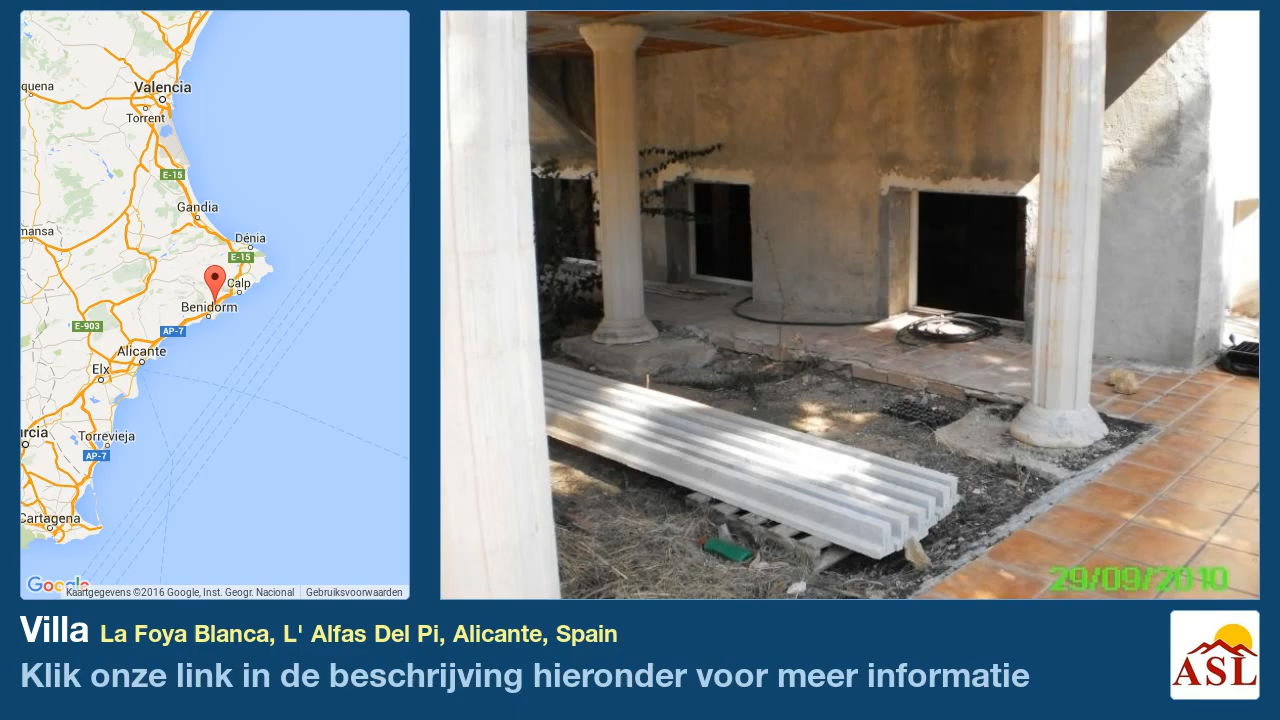 quena
Valencia
Torrent
E-15
Gandia
mansa
Dénia
E-15
Calp
Benidorm
E-903
AP-7
Alicante
Elx
rcia
Torrevieja
AP-7
Cartagena
Google
Kaartgegevens ©2016 Google, Inst. Geogr. Nacional
Gebruiksvoorwaarden
29/09/2010
Villa La Foya Blanca, L' Alfas Del Pi, Alicante, Spain
Klik onze link in de beschrijving hieronder voor meer informatie
ASL